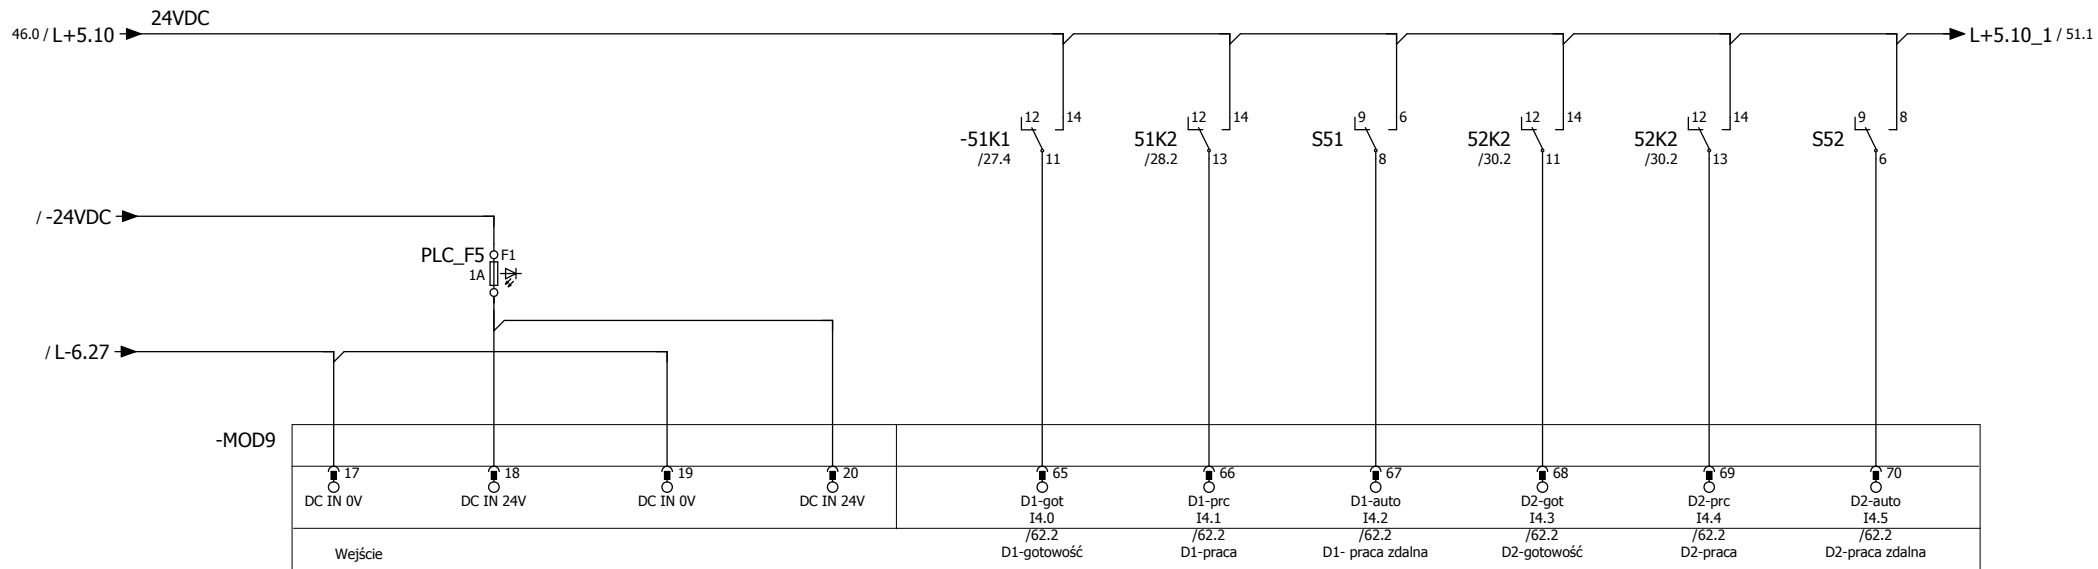 24VDC
46.0 / L+5.10
L+5.10_1 / 51.1
12 14
-51K1
/27.4 11
12 14
51K2
/28.2 13
9 6
S51
8
12 14
52K2
/30.2 11
12 14
52K2
/30.2 13
9 8
S52
6
/ -24VDC
PLC_F5 F1
1A
/ L-6.27
-MOD9
17 18 19 20 65 66 67 68 69 70
DC IN 0V DC IN 24V DC IN 0V DC IN 24V D1-got D1-prc D1-auto D2-got D2-prc D2-auto
I4.0 I4.1 I4.2 I4.3 I4.4 I4.5
/62.2 /62.2 /62.2 /62.2 /62.2 /62.2
Wejście D1-gotowość D1-praca D1- praca zdalna D2-gotowość D2-praca D2-praca zdalna